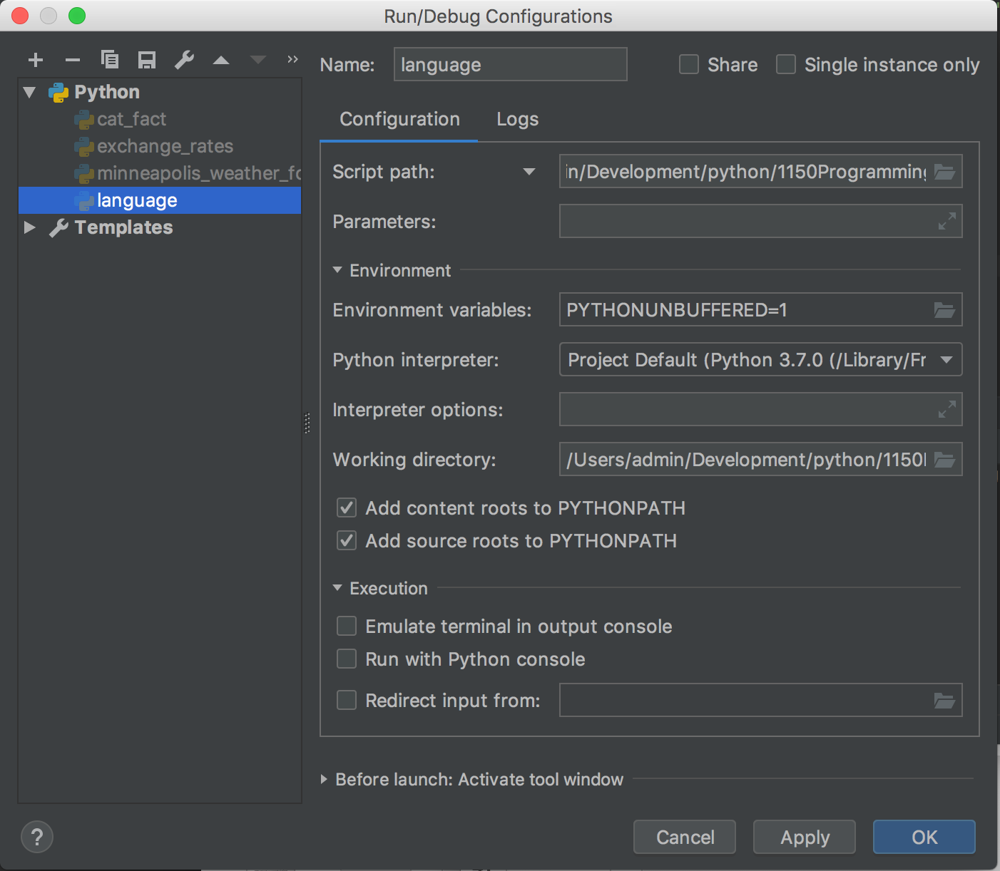 Run/Debug Configurations
Name: language Share Single instance only
Python
cat_fact
exchange_rates
minneapolis_weather_fo
language
Templates
Configuration Logs
Script path: in/Development/python/1150Programming
Parameters:
Environment
Environment variables: PYTHONUNBUFFERED=1
Python interpreter: Project Default (Python 3.7.0 (/Library/Fr
Interpreter options:
Working directory: /Users/admin/Development/python/1150
Add content roots to PYTHONPATH
Add source roots to PYTHONPATH
Execution
Emulate terminal in output console
Run with Python console
Redirect input from:
Before launch: Activate tool window
? Cancel Apply OK